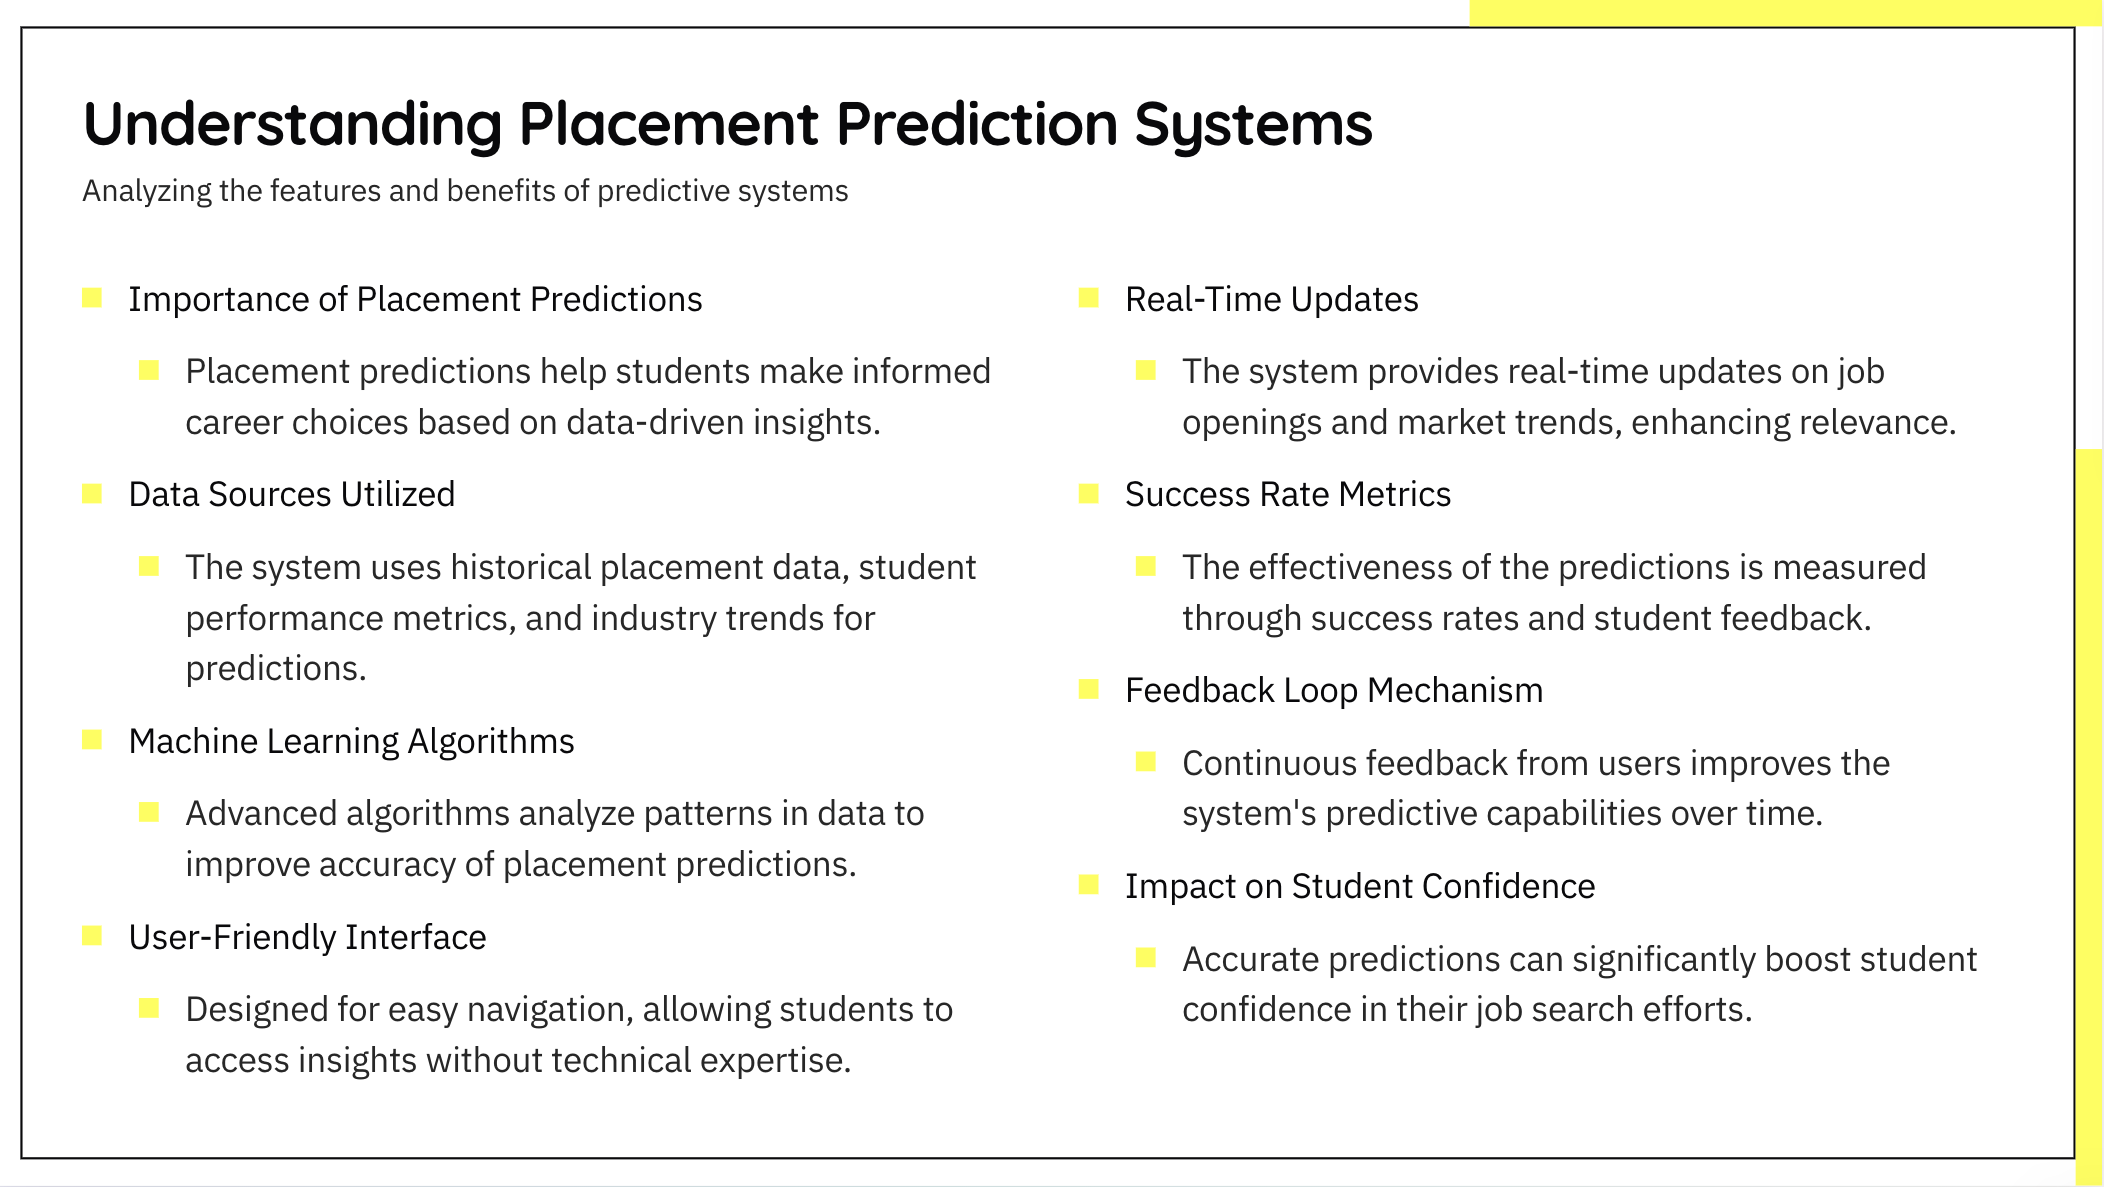 Understanding Placement Prediction Systems
Analyzing the features and benefits of predictive systems
Importance of Placement Predictions
Placement predictions help students make informed
career choices based on data-driven insights.
Data Sources Utilized
The system uses historical placement data, student
performance metrics, and industry trends for
predictions.
Machine Learning Algorithms
Advanced algorithms analyze patterns in data to
improve accuracy of placement predictions.
User-Friendly Interface
Designed for easy navigation, allowing students to
access insights without technical expertise.
Real-Time Updates
The system provides real-time updates on job
openings and market trends, enhancing relevance.
Success Rate Metrics
The effectiveness of the predictions is measured
through success rates and student feedback.
Feedback Loop Mechanism
Continuous feedback from users improves the
system's predictive capabilities over time.
Impact on Student Confidence
Accurate predictions can significantly boost student
confidence in their job search efforts.